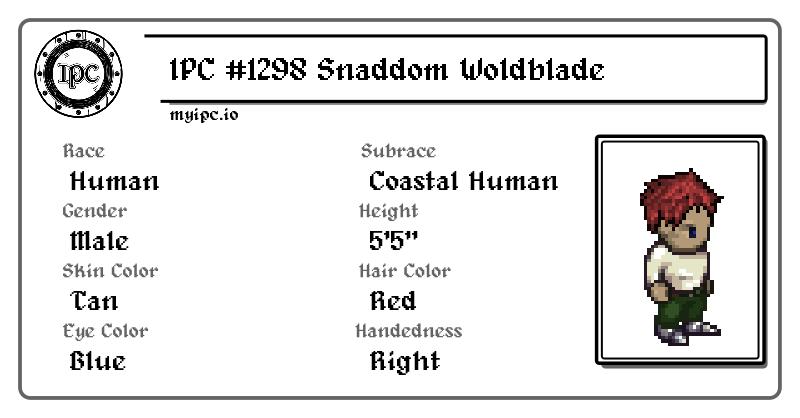 1PC #1298 Snaddom Woldblade
IPC
myipc.io
Race
Human
Subrace
Coastal Human
Gender
Male
Height
5'5"
Skin Color
Tan
Hair Color
Red
Eye Color
Blue
Handedness
Right